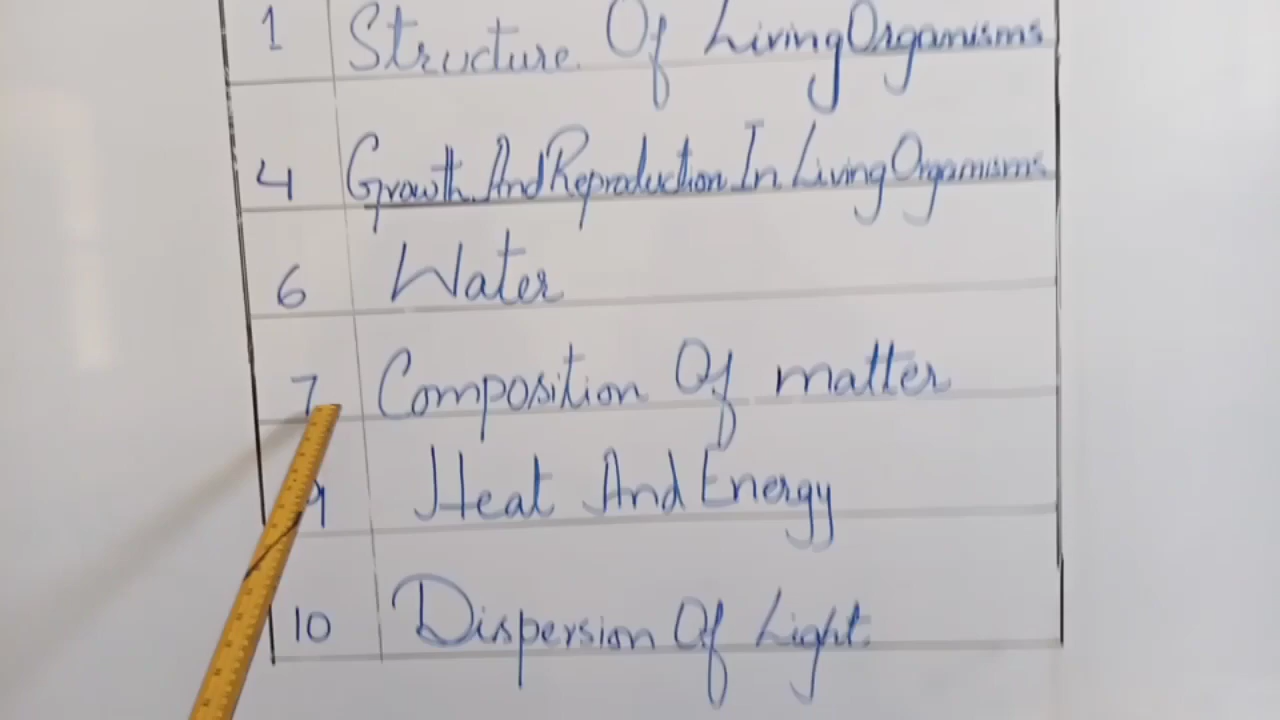 1 Structure Of Living Organisms
4 Growth And Reproduction In Living Organisms
6 Water
7 Composition Of matter
9 Heat And Energy
10 Dispersion Of Light.